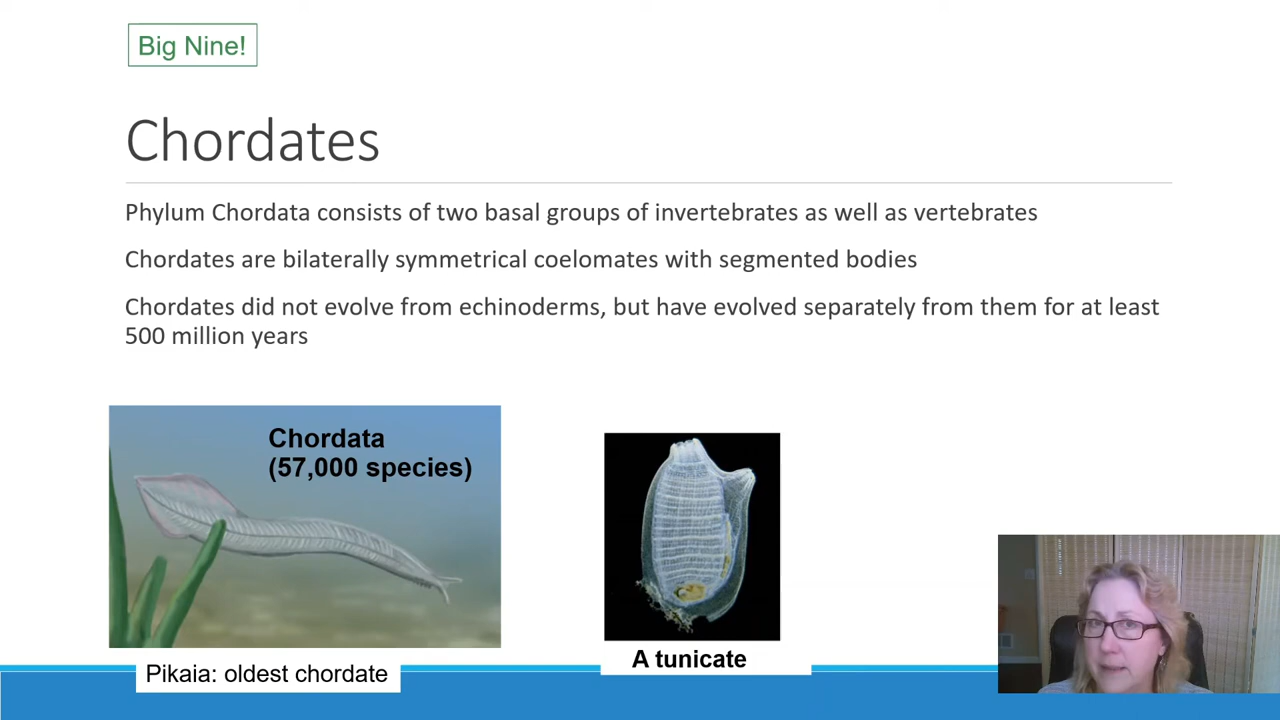 Big Nine!
Chordates
Phylum Chordata consists of two basal groups of invertebrates as well as vertebrates
Chordates are bilaterally symmetrical coelomates with segmented bodies
Chordates did not evolve from echinoderms, but have evolved separately from them for at least
500 million years
Chordata
(57,000 species)
Pikaia: oldest chordate
A tunicate